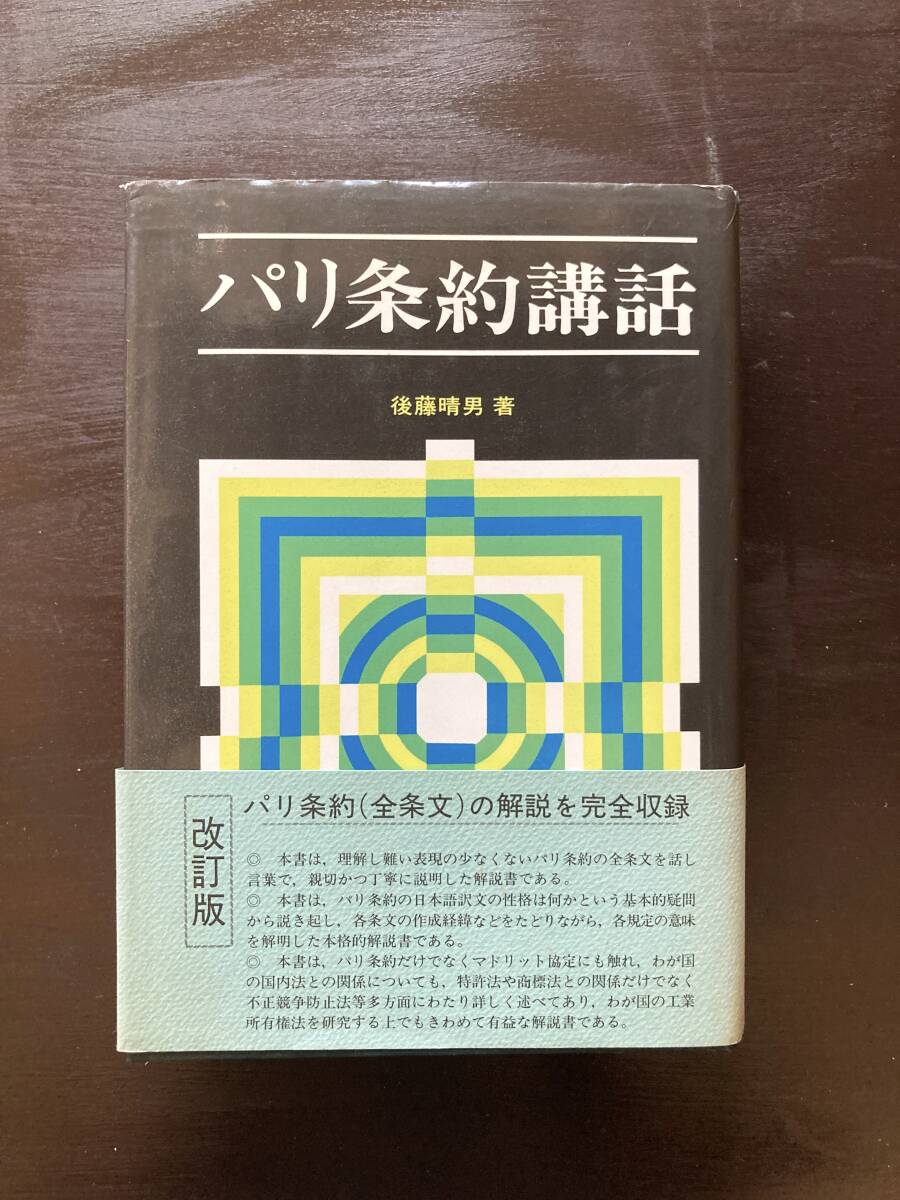 パリ条約講話
後藤晴男 著
改訂版
パリ条約(全条文)の解説を完全収録
◎ 本書は，理解し難い表現の少なくないパリ条約の全条文を話し
言葉で，親切かつ丁寧に説明した解説書である。
◎ 本書は，パリ条約の日本語訳文の性格は何かという基本的疑問
から説き起し，各条文の作成経緯などをたどりながら，各規定の意味
を解明した本格的解説書である。
◎ 本書は，パリ条約だけでなくマドリット協定にも触れ，わが国
の国内法との関係についても，特許法や商標法との関係だけでなく
不正競争防止法等多方面にわたり詳しく述べてあり，わが国の工業
所有権法を研究する上でもきわめて有益な解説書である。